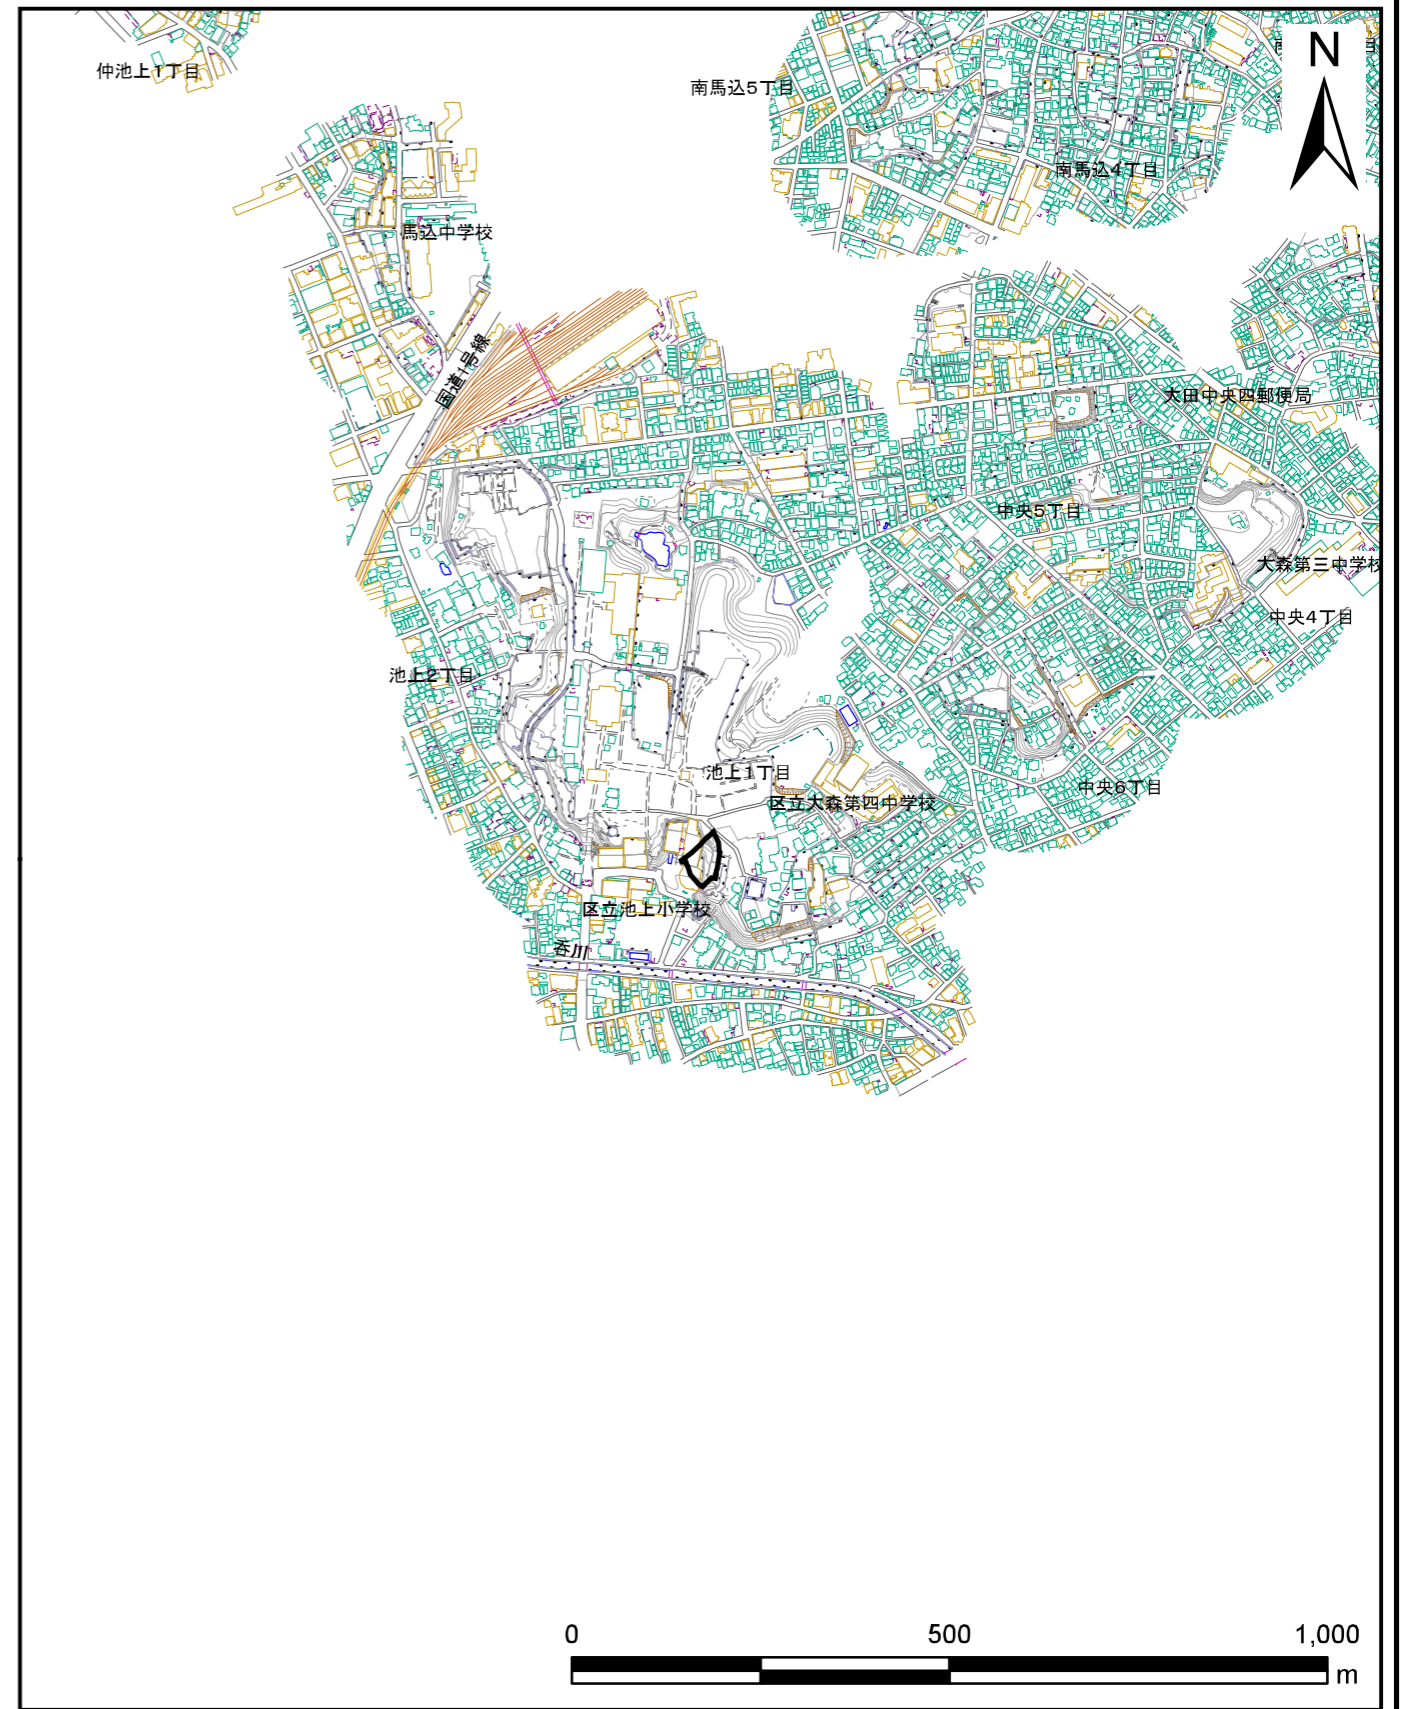 仲池上1丁目
南馬込5丁目
N
南馬込4丁目
馬込中学校
国道1号線
大田中央四郵便局
中央5丁目
大森第三中学校
中央4丁目
池上2丁目
池上1丁目
中央6丁目
区立大森第四中学校
区立池上小学校
呑川
0 500 1,000
m